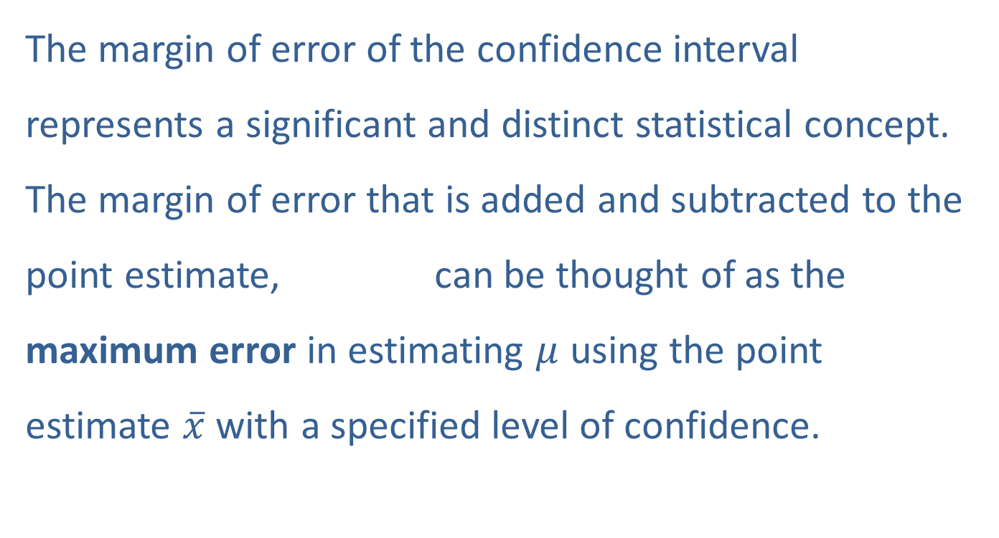 The margin of error of the confidence interval
represents a significant and distinct statistical concept.
The margin of error that is added and subtracted to the
point estimate, can be thought of as the
maximum error in estimating μ using the point
estimate x̄ with a specified level of confidence.